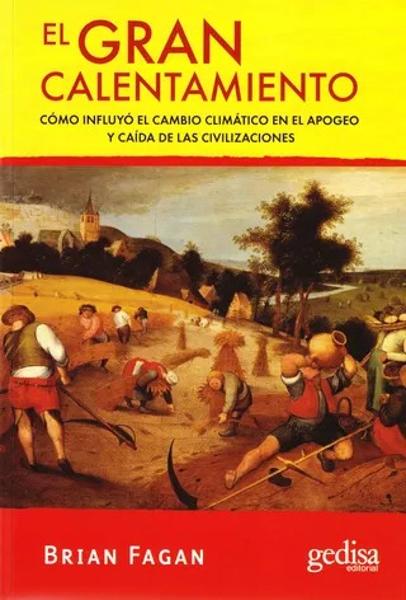 EL GRAN
CALENTAMIENTO
CÓMO INFLUYÓ EL CAMBIO CLIMÁTICO EN EL APOGEO
Y CAÍDA DE LAS CIVILIZACIONES
BRIAN FAGAN
gedisa
editorial